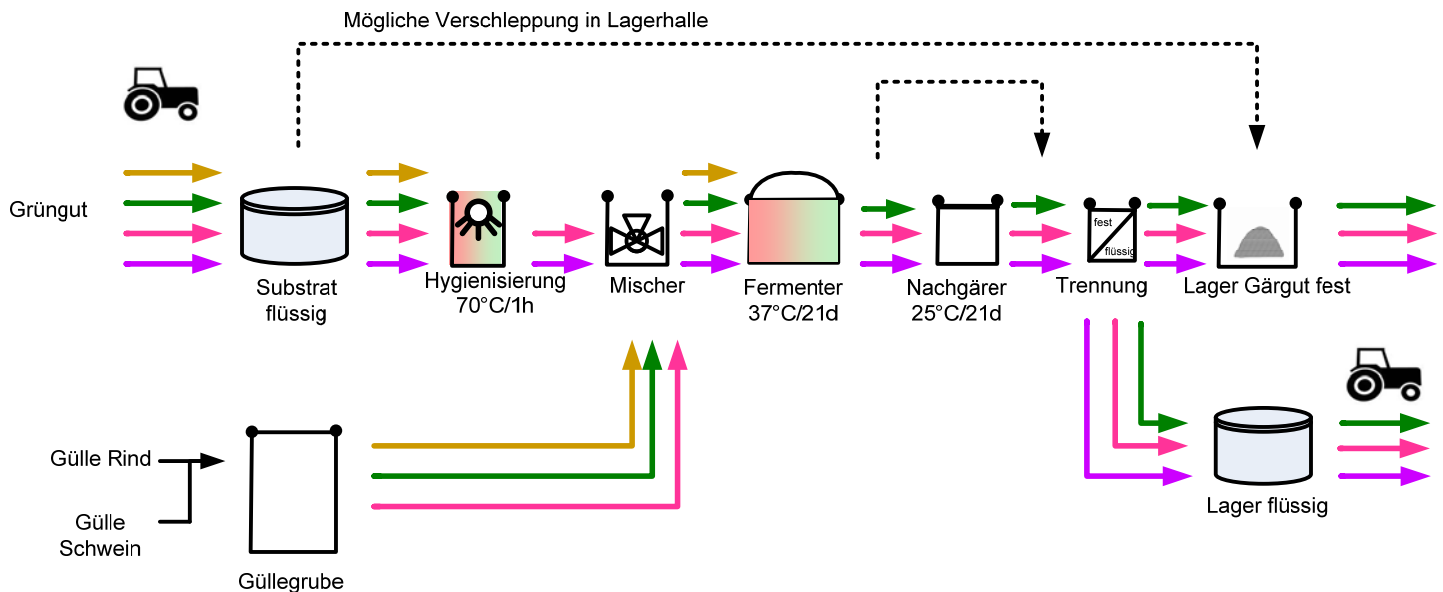 Mögliche Verschleppung in Lagerhalle
Grüngut
Substrat
flüssig
Hygienisierung
70°C/1h
Mischer
Fermenter
37°C/21d
Nachgärer
25°C/21d
fest
flüssig
Trennung
Lager Gärgut fest
Gülle Rind
Gülle
Schwein
Güllegrube
Lager flüssig